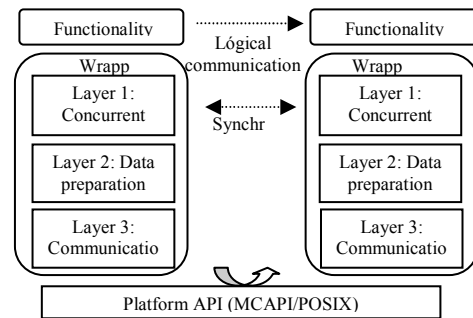 Functionality
Functionality
Lógical
communication
Wrapp
Layer 1:
Concurrent
Layer 2: Data
preparation
Layer 3:
Communicatio
Synchr
Wrapp
Layer 1:
Concurrent
Layer 2: Data
preparation
Layer 3:
Communicatio
Platform API (MCAPI/POSIX)